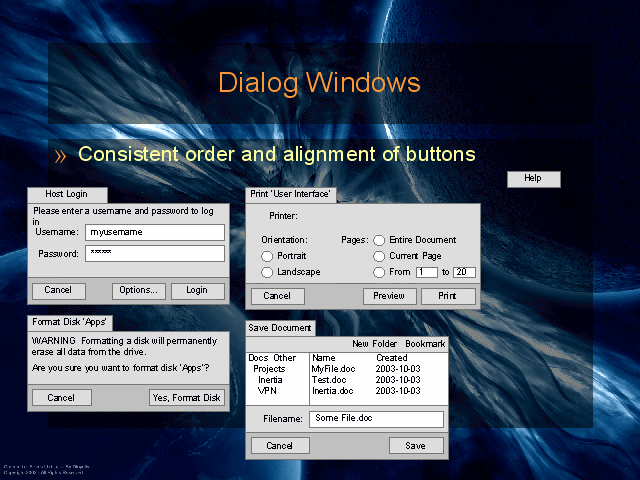 Dialog Windows
» Consistent order and alignment of buttons
Help
Host Login
Please enter a username and password to log
in
Username: myusername
Password: ******
Cancel Options... Login
Print 'User Interface'
Printer:
Orientation: Pages: Entire Document
Portrait Current Page
Landscape From 1 to 20
Cancel Preview Print
Format Disk 'Apps'
WARNING Formatting a disk will permanently
erase all data from the drive.
Are you sure you want to format disk 'Apps'?
Cancel Yes, Format Disk
Save Document
New Folder Bookmark
Docs Other Name Created
Projects MyFile.doc 2003-10-03
Inertia Test.doc 2003-10-03
VPN Inertia.doc 2003-10-03
Filename: Some File.doc
Cancel Save